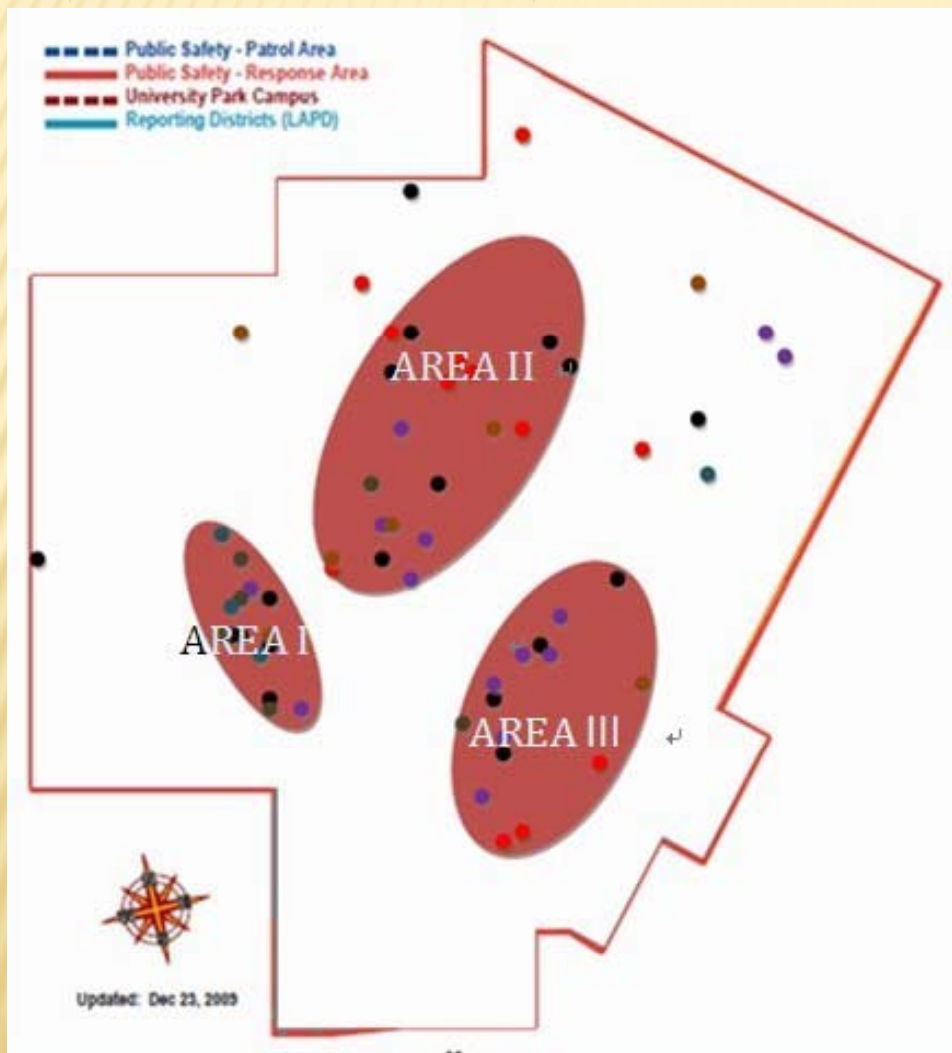 Public Safety - Patrol Area
Public Safety - Response Area
University Park Campus
Reporting Districts (LAPD)
AREA II
AREA I
AREA III
Updated: Dec 23, 2009